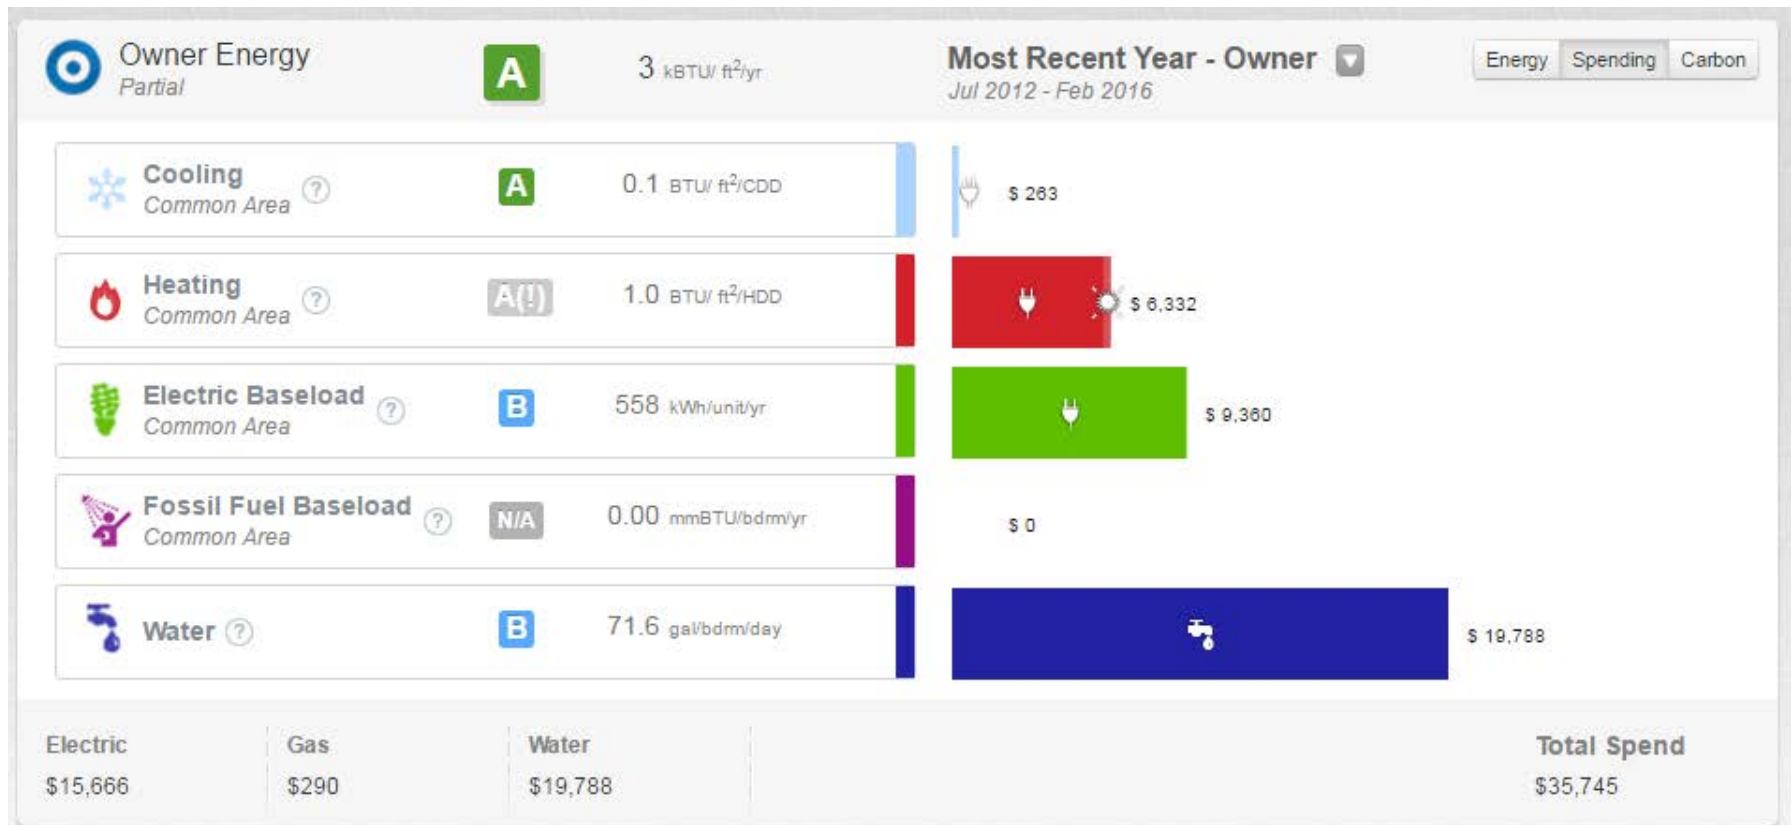 Owner Energy
Partial
A
3 kBTU/ ft²/yr
Most Recent Year - Owner
Jul 2012 - Feb 2016
Energy Spending Carbon
Cooling
Common Area
?
A
0.1 BTU/ ft²/CDD
$ 263
Heating
Common Area
?
A(!)
1.0 BTU/ ft²/HDD
$ 6,332
Electric Baseload
Common Area
?
B
558 kWh/unit/yr
$ 9,360
Fossil Fuel Baseload
Common Area
?
N/A
0.00 mmBTU/bdrm/yr
$ 0
Water
?
B
71.6 gal/bdrm/day
$ 19,788
Electric
$15,666
Gas
$290
Water
$19,788
Total Spend
$35,745